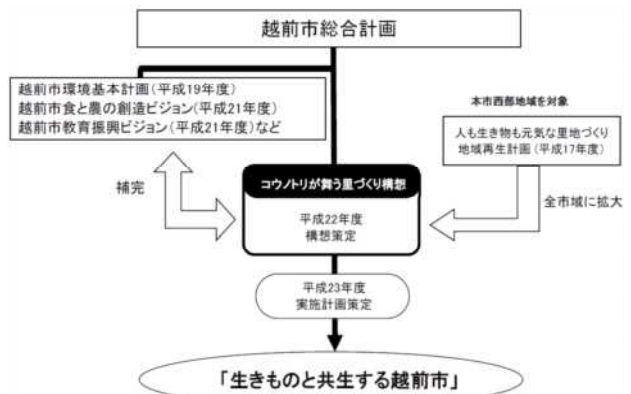 越前市総合計画
越前市環境基本計画(平成19年度)
越前市食と農の創造ビジョン(平成21年度)
越前市教育振興ビジョン(平成21年度)など
本市西部地域を対象
人も生き物も元気な里地づくり
地域再生計画(平成17年度)
補完
コウノトリが舞う里づくり構想
平成22年度
構想策定
全市域に拡大
平成23年度
実施計画策定
「生きものと共生する越前市」